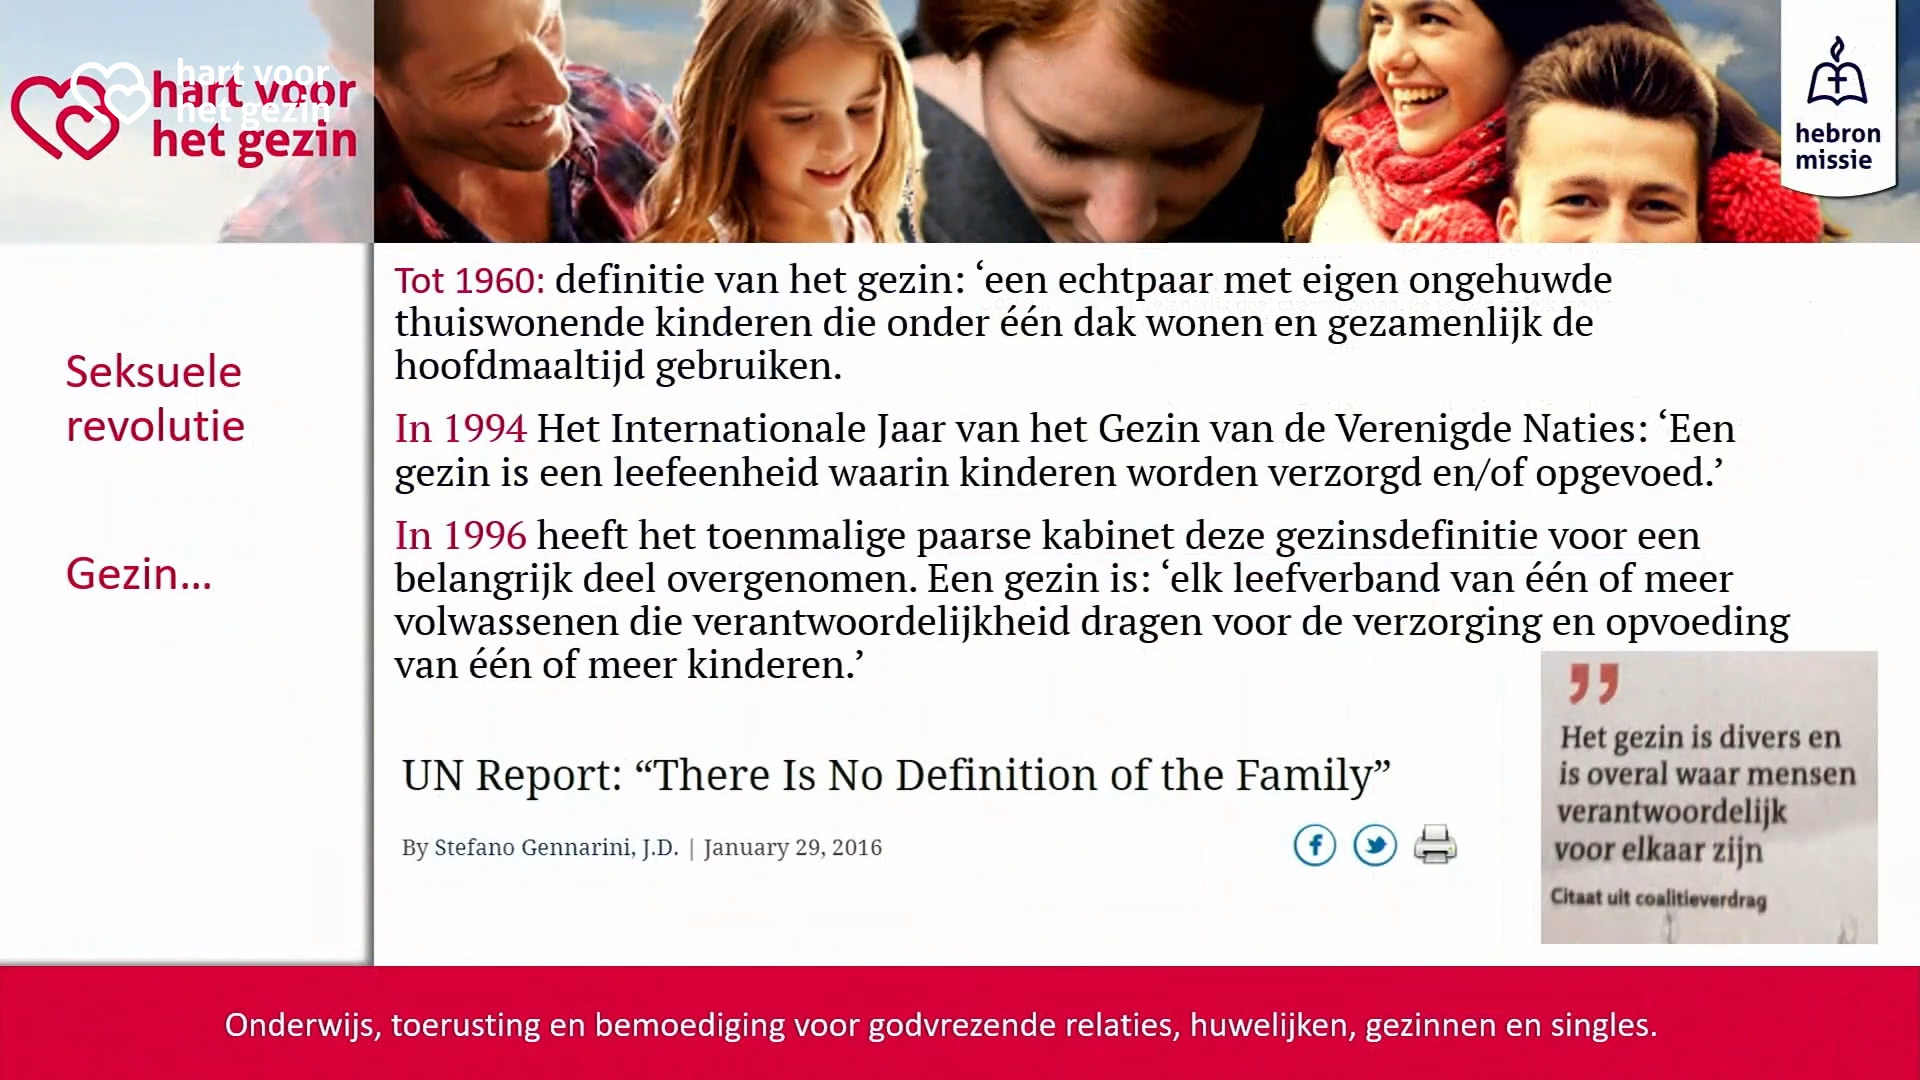 hart voor
het gezin
hart voor
het gezin
hebron
missie
Seksuele
revolutie
Gezin...
Tot 1960: definitie van het gezin: ‘een echtpaar met eigen ongehuwde
thuiswonende kinderen die onder één dak wonen en gezamenlijk de
hoofdmaaltijd gebruiken.
In 1994 Het Internationale Jaar van het Gezin van de Verenigde Naties: ‘Een
gezin is een leefeenheid waarin kinderen worden verzorgd en/of opgevoed.’
In 1996 heeft het toenmalige paarse kabinet deze gezinsdefinitie voor een
belangrijk deel overgenomen. Een gezin is: ‘elk leefverband van één of meer
volwassenen die verantwoordelijkheid dragen voor de verzorging en opvoeding
van één of meer kinderen.’
UN Report: “There Is No Definition of the Family”
By Stefano Gennarini, J.D. | January 29, 2016
”
Het gezin is divers en
is overal waar mensen
verantwoordelijk
voor elkaar zijn
Citaat uit coalitieverdrag
Onderwijs, toerusting en bemoediging voor godvrezende relaties, huwelijken, gezinnen en singles.